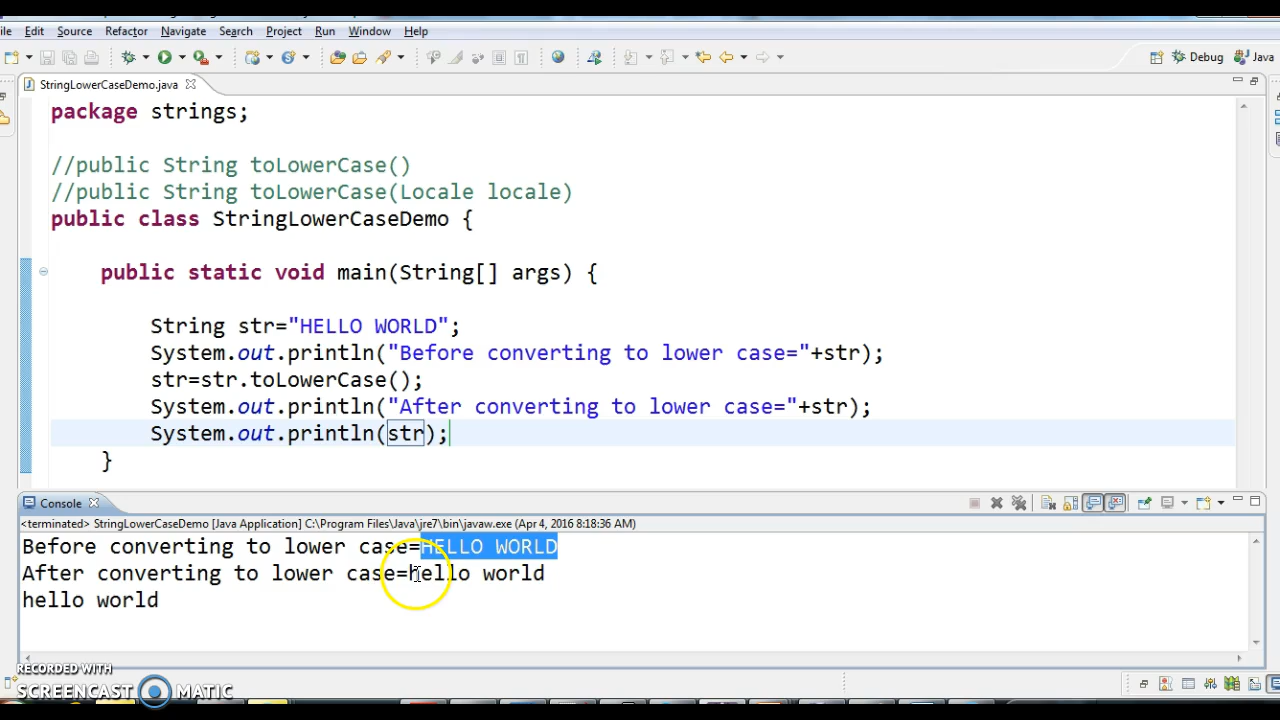 Edit Source Refactor Navigate Search Project Run Window Help
Debug Java
StringLowerCaseDemo.java
package strings;
//public String toLowerCase()
//public String toLowerCase(Locale locale)
public class StringLowerCaseDemo {
public static void main(String[] args) {
String str="HELLO WORLD";
System.out.println("Before converting to lower case="+str);
str=str.toLowerCase();
System.out.println("After converting to lower case="+str);
System.out.println(str);
}
Console
<terminated> StringLowerCaseDemo [Java Application] C:\Program Files\Java\jre7\bin\javaw.exe (Apr 4, 2016 8:18:36 AM)
Before converting to lower case=HELLO WORLD
After converting to lower case=hello world
hello world
RECORDED WITH
SCREENCAST MATIC